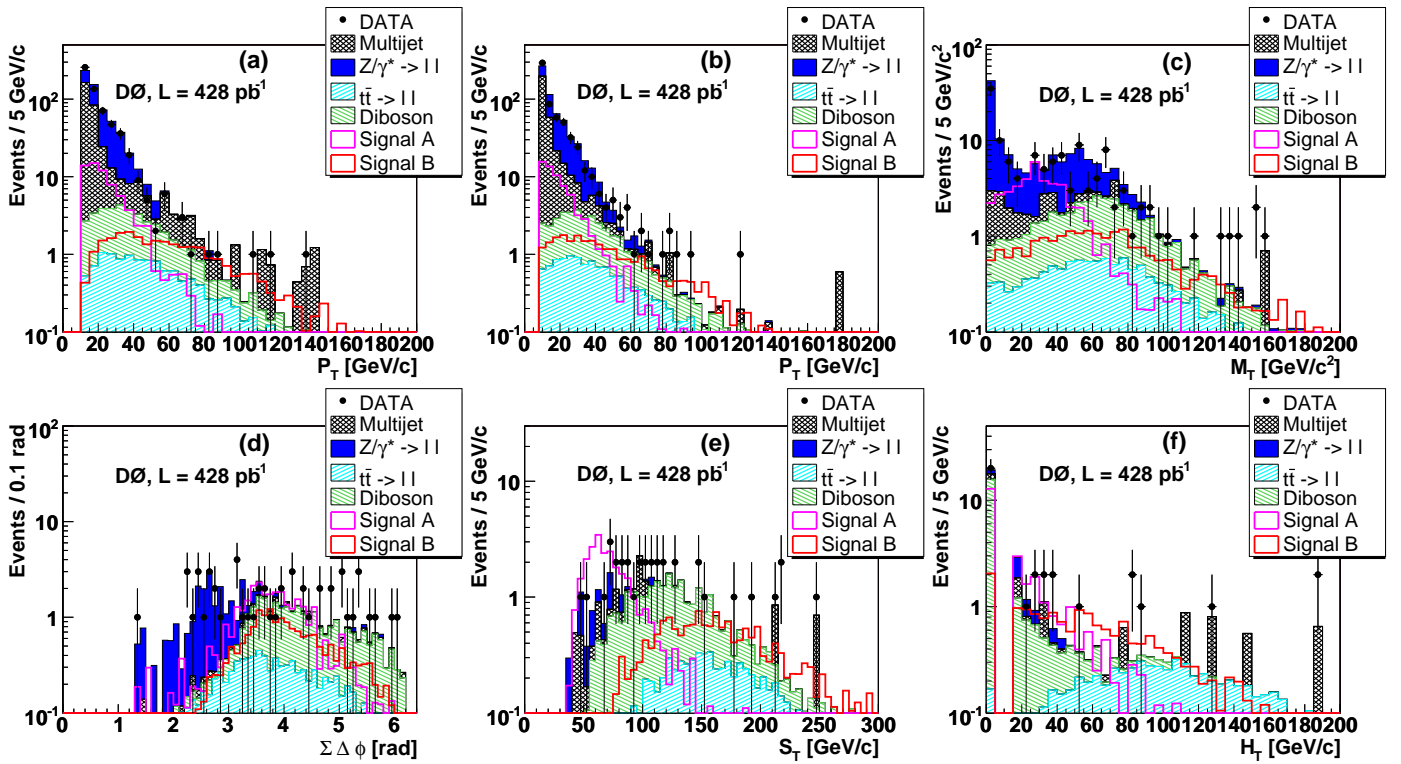 DATA
Multijet
Z/γ* -> l l
tt̄ -> l l
Diboson
Signal A
Signal B
(a)
DØ, L = 428 pb⁻¹
Events / 5 GeV/c
10²
10
1
10⁻¹
0 20 40 60 80 100 120 140 160 180 200
P_T [GeV/c]
DATA
Multijet
Z/γ* -> l l
tt̄ -> l l
Diboson
Signal A
Signal B
(b)
DØ, L = 428 pb⁻¹
Events / 5 GeV/c
10²
10
1
10⁻¹
0 20 40 60 80 100 120 140 160 180 200
P_T [GeV/c]
DATA
Multijet
Z/γ* -> l l
tt̄ -> l l
Diboson
Signal A
Signal B
(c)
DØ, L = 428 pb⁻¹
Events / 5 GeV/c²
10²
10
1
10⁻¹
0 20 40 60 80 100 120 140 160 180 200
M_T [GeV/c²]
DATA
Multijet
Z/γ* -> l l
tt̄ -> l l
Diboson
Signal A
Signal B
(d)
DØ, L = 428 pb⁻¹
Events / 0.1 rad
10²
10
1
10⁻¹
0 1 2 3 4 5 6
Σ Δ ϕ [rad]
DATA
Multijet
Z/γ* -> l l
tt̄ -> l l
Diboson
Signal A
Signal B
(e)
DØ, L = 428 pb⁻¹
Events / 5 GeV/c
10
1
10⁻¹
0 50 100 150 200 250 300
S_T [GeV/c]
DATA
Multijet
Z/γ* -> l l
tt̄ -> l l
Diboson
Signal A
Signal B
(f)
DØ, L = 428 pb⁻¹
Events / 5 GeV/c
10
1
10⁻¹
0 20 40 60 80 100 120 140 160 180 200
H_T [GeV/c]